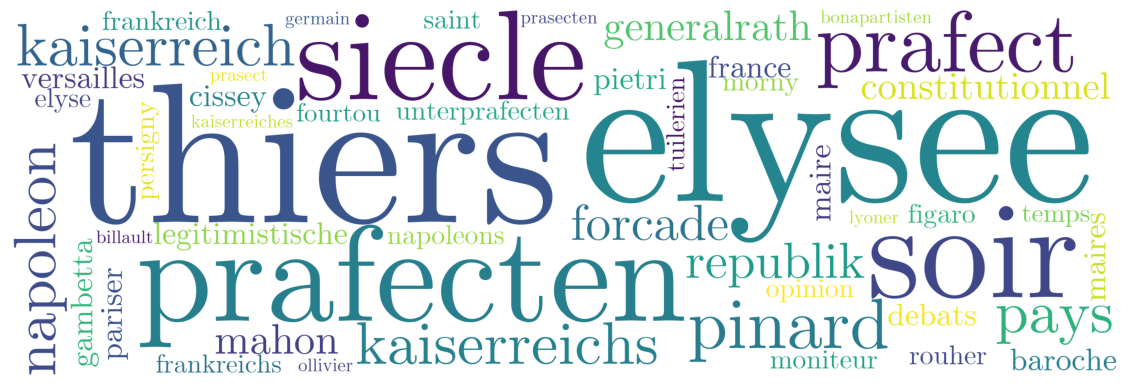 frankreich
germain
saint
prasecten
generalrath
bonapartisten
kaiserreich
siecle
prafect
versailles
prasect
pietri
france
morny
constitutionnel
elyse
cissey
fourtou
unterprafecten
tuilerien
persigny
kaiserreiches
thiers
elysee
maire
napoleon
billault
legitimistische
napoleons
forcade
lyoner
figaro
temps
gambetta
pariser
prafecten
republik
soir
maires
opinion
mahon
kaiserreichs
pinard
debats
pays
frankreichs
ollivier
moniteur
rouher
baroche